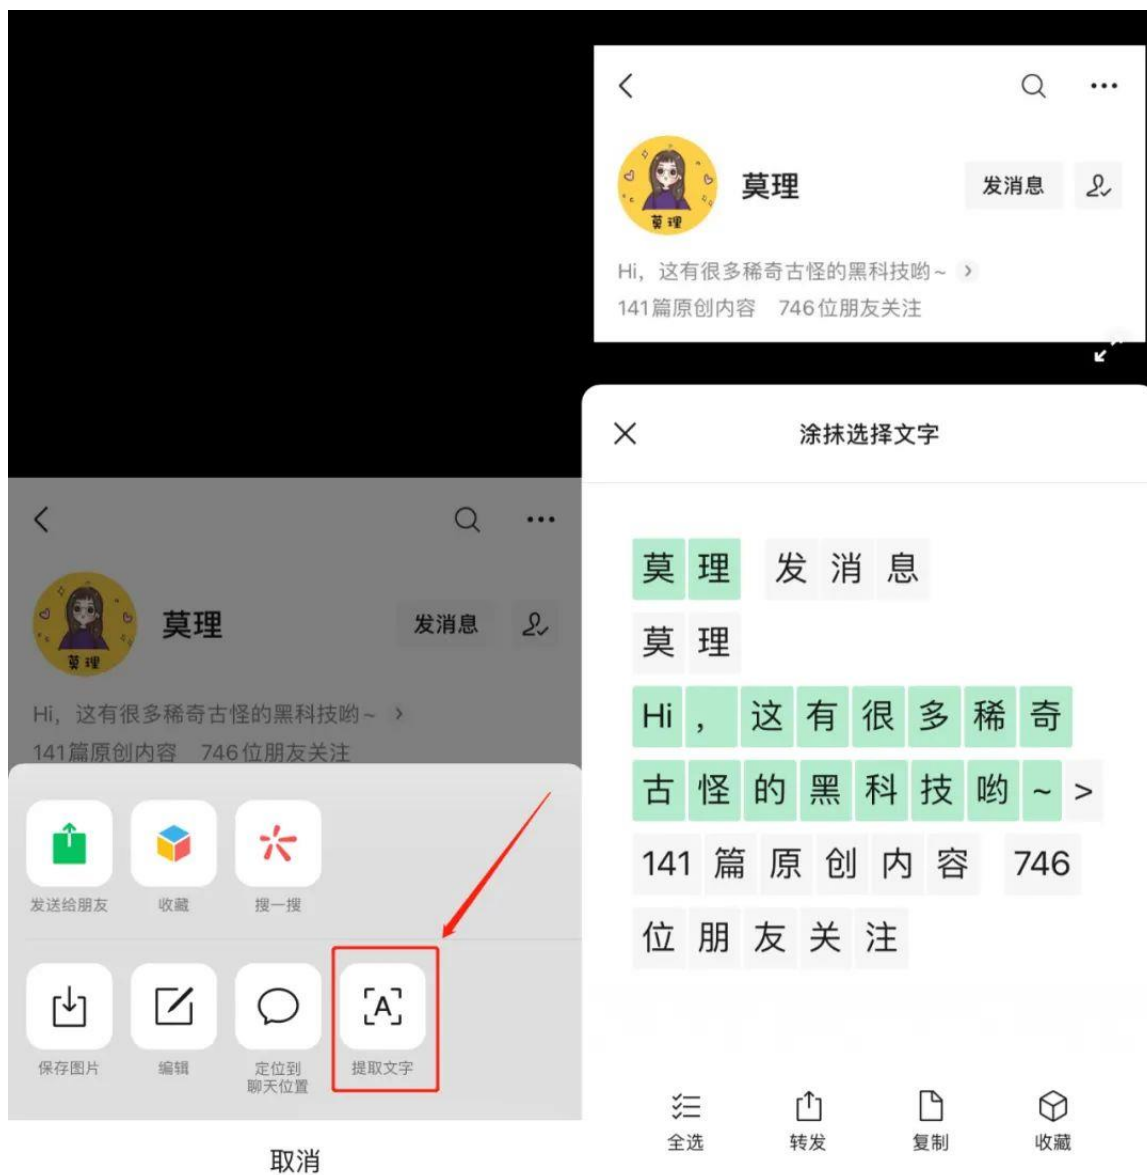 莫理
发消息
莫理
Hi，这有很多稀奇古怪的黑科技哟~ >
141篇原创内容 746位朋友关注
发送给朋友
收藏
搜一搜
保存图片
编辑
定位到
聊天位置
提取文字
取消
莫理
发消息
莫理
Hi，这有很多稀奇古怪的黑科技哟~ >
141篇原创内容 746位朋友关注
涂抹选择文字
莫理 发消息
莫理
Hi，这有很多稀奇
古怪的黑科技哟~>
141篇原创内容 746
位朋友关注
全选
转发
复制
收藏